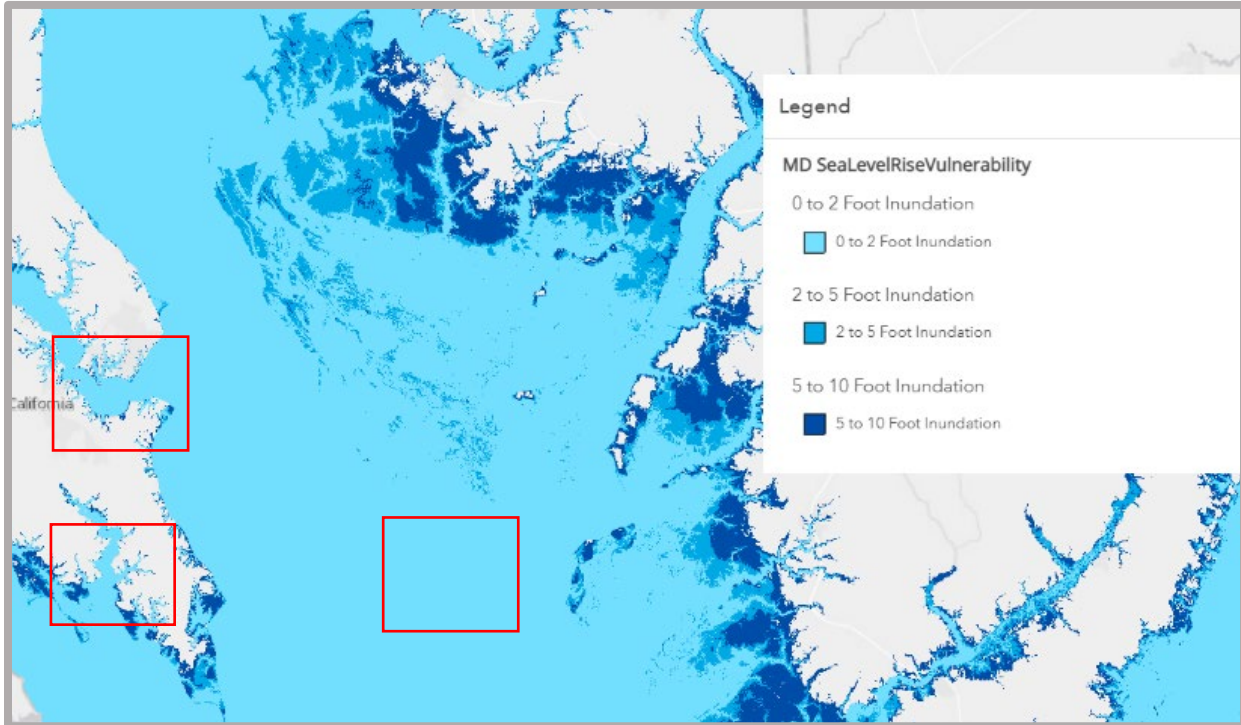 Legend
MD SeaLevelRiseVulnerability
0 to 2 Foot Inundation
0 to 2 Foot Inundation
2 to 5 Foot Inundation
2 to 5 Foot Inundation
5 to 10 Foot Inundation
5 to 10 Foot Inundation
California